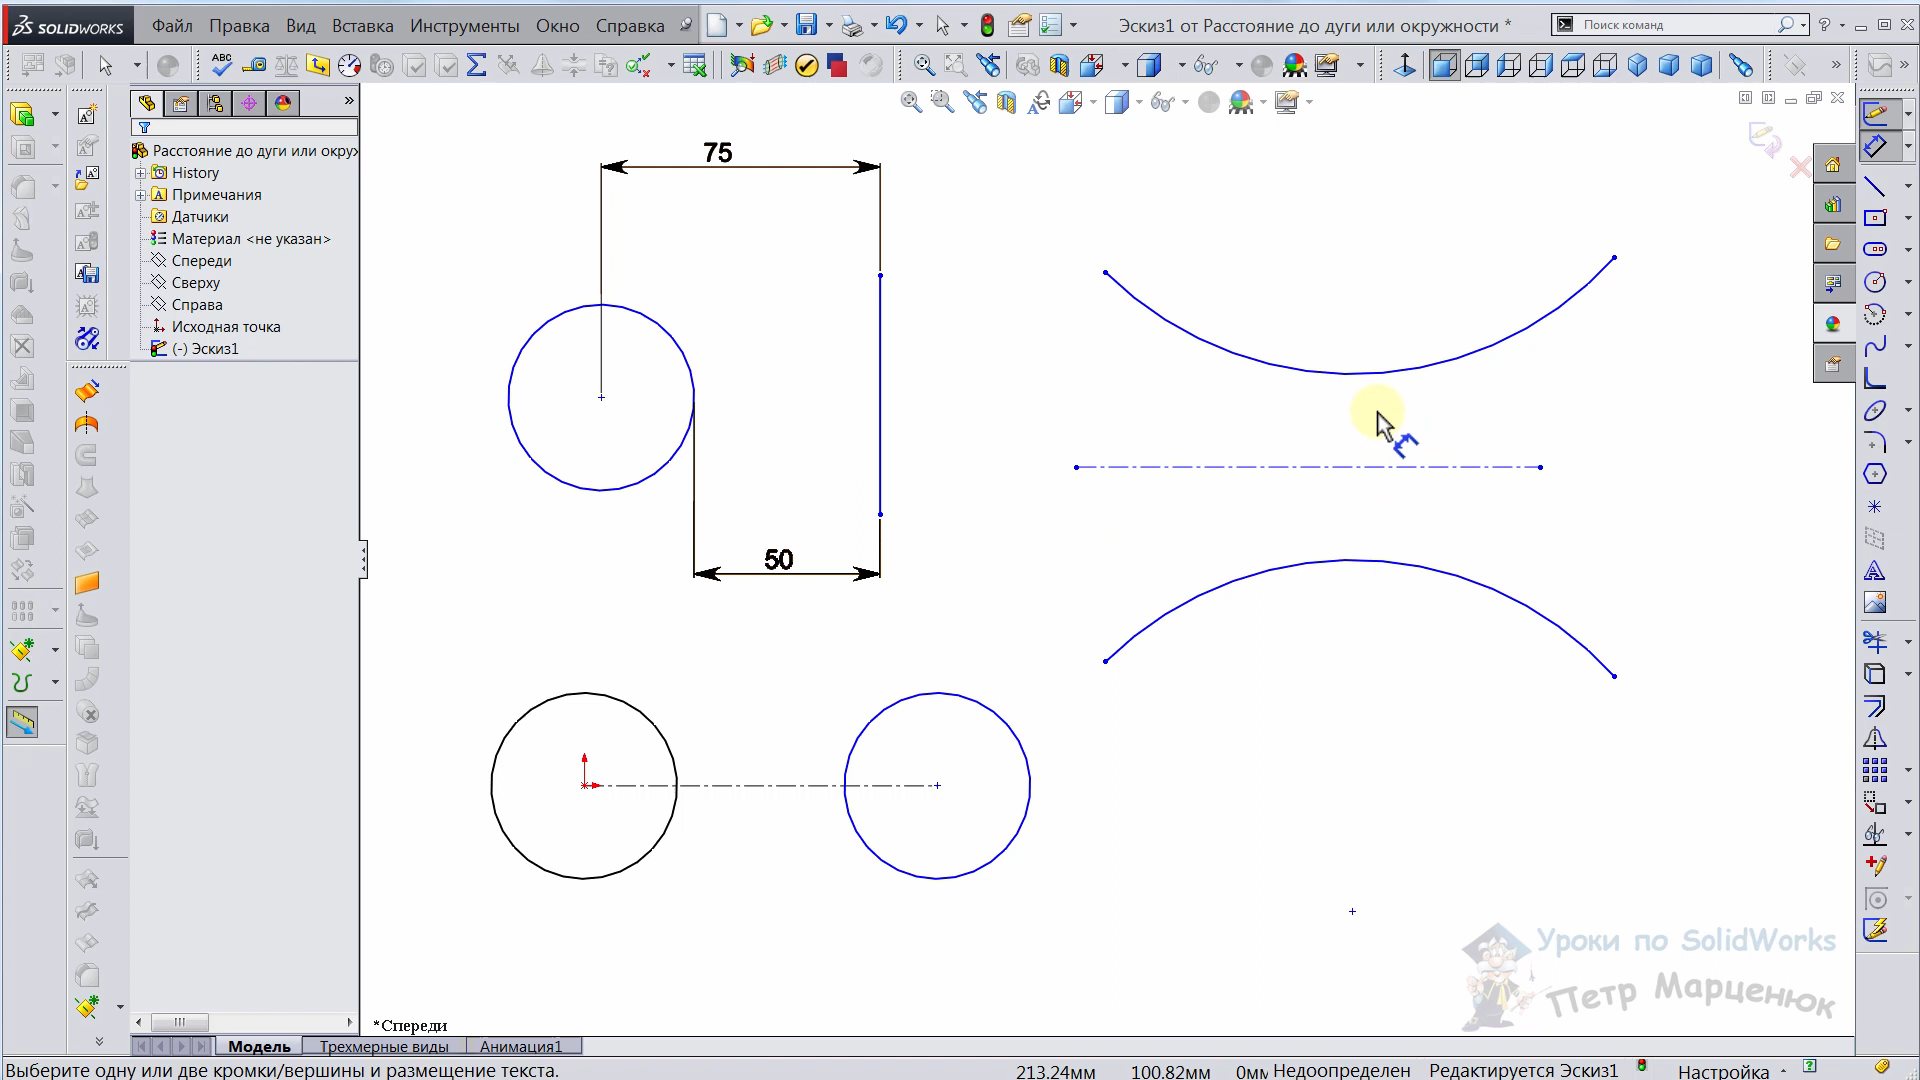 SOLIDWORKS
Файл Правка Вид Вставка Инструменты Окно Справка
Эскиз1 от Расстояние до дуги или окружности *
Поиск команд
Расстояние до дуги или окру
History
Примечания
Датчики
Материал <не указан>
Спереди
Сверху
Справа
Исходная точка
(-) Эскиз1
75
50
Уроки по SolidWorks
Петр Марценюк
*Спереди
Модель Трехмерные виды Анимация1
Выберите одну или две кромки/вершины и размещение текста.
213.24мм 100.82мм 0мм Недоопределен Редактируется Эскиз1 Настройка